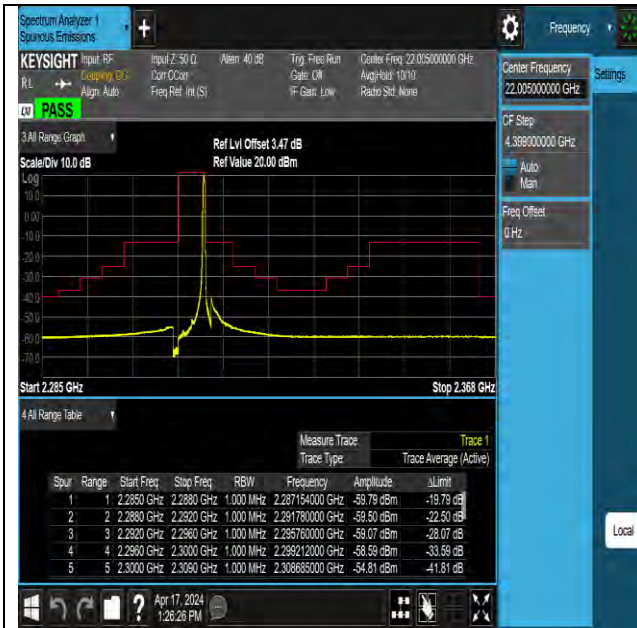 Spectrum Analyzer 1
Spurious Emissions
Frequency
KEYSIGHT
Input: RF
Coupling: DC
Align: Auto
Input Z: 50 Ω
Corr CCorr
Freq Ref: Int (S)
Atten: 40 dB
Trig: Free Run
Gate: Off
IF Gain: Low
Center Freq: 22.005000000 GHz
Avg|Hold: 10/10
Radio Std: None
RL
LXI
PASS
Center Frequency
22.005000000 GHz
Settings
CF Step
4.399000000 GHz
Auto
Man
Freq Offset
0 Hz
3 All Range Graph
Scale/Div 10.0 dB
Ref Lvl Offset 3.47 dB
Ref Value 20.00 dBm
Log
10.0
0.00
-10.0
-20.0
-30.0
-40.0
-50.0
-60.0
-70.0
Start 2.285 GHz
Stop 2.368 GHz
4 All Range Table
Measure Trace Trace 1
Trace Type Trace Average (Active)
Spur Range Start Freq Stop Freq RBW Frequency Amplitude ΔLimit
1 1 2.2850 GHz 2.2880 GHz 1.000 MHz 2.287154000 GHz -59.79 dBm -19.79 dB
2 2 2.2880 GHz 2.2920 GHz 1.000 MHz 2.291780000 GHz -59.50 dBm -22.50 dB
3 3 2.2920 GHz 2.2960 GHz 1.000 MHz 2.295760000 GHz -59.07 dBm -28.07 dB
4 4 2.2960 GHz 2.3000 GHz 1.000 MHz 2.299212000 GHz -58.59 dBm -33.59 dB
5 5 2.3000 GHz 2.3090 GHz 1.000 MHz 2.308685000 GHz -54.81 dBm -41.81 dB
Local
?
Apr 17, 2024
1:26:26 PM